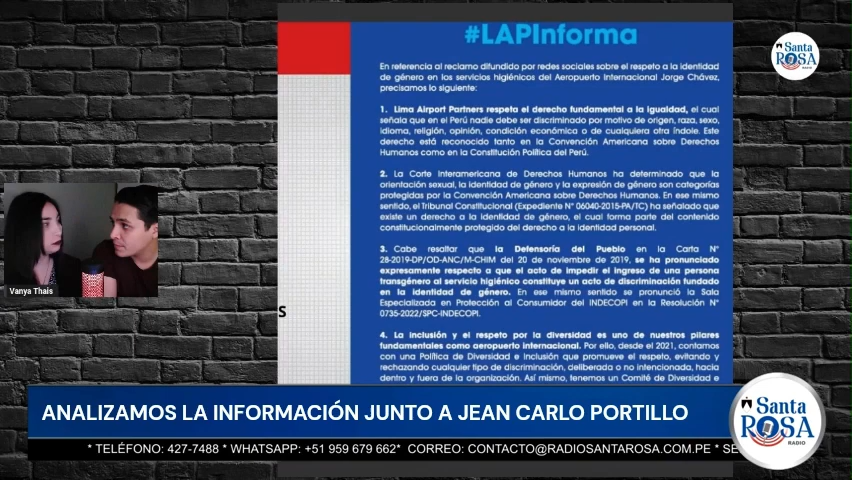 #LAPInforma
En referencia al reclamo difundido por redes sociales sobre el respeto a la identidad
de género en los servicios higiénicos del Aeropuerto Internacional Jorge Chávez,
precisamos lo siguiente:
1. Lima Airport Partners respeta el derecho fundamental a la igualdad, el cual
señala que en el Perú nadie debe ser discriminado por motivo de origen, raza, sexo,
idioma, religión, opinión, condición económica o de cualquiera otra índole. Este
derecho está reconocido tanto en la Convención Americana sobre Derechos
Humanos como en la Constitución Política del Perú.
2. La Corte Interamericana de Derechos Humanos ha determinado que la
orientación sexual, la identidad de género y la expresión de género son categorías
protegidas por la Convención Americana sobre Derechos Humanos. En ese mismo
sentido, el Tribunal Constitucional (Expediente N° 06040-2015-PA/TC) ha señalado que
existe un derecho a la identidad de género, el cual forma parte del contenido
constitucionalmente protegido del derecho a la identidad personal.
3. Cabe resaltar que la Defensoría del Pueblo en la Carta N°
28-2019-DP/OD-ANC/M-CHIM del 20 de noviembre de 2019, se ha pronunciado
expresamente respecto a que el acto de impedir el ingreso de una persona
transgénero al servicio higiénico constituye un acto de discriminación fundado
en la identidad de género. En ese mismo sentido se pronunció la Sala
Especializada en Protección al Consumidor del INDECOPI en la Resolución N°
0735-2022/SPC-INDECOPI.
4. La inclusión y el respeto por la diversidad es uno de nuestros pilares
fundamentales como aeropuerto internacional. Por ello, desde el 2021, contamos
con una Política de Diversidad e Inclusión que promueve el respeto, evitando y
rechazando cualquier tipo de discriminación, deliberada o no intencionada, hacia
dentro y fuera de la organización. Así mismo, tenemos un Comité de Diversidad e
Santa
ROSA
RADIO
Vanya Thais
S
ANALIZAMOS LA INFORMACIÓN JUNTO A JEAN CARLO PORTILLO
* TELÉFONO: 427-7488 * WHATSAPP: +51 959 679 662* CORREO: CONTACTO@RADIOSANTAROSA.COM.PE * SE
Santa
ROSA
RADIO